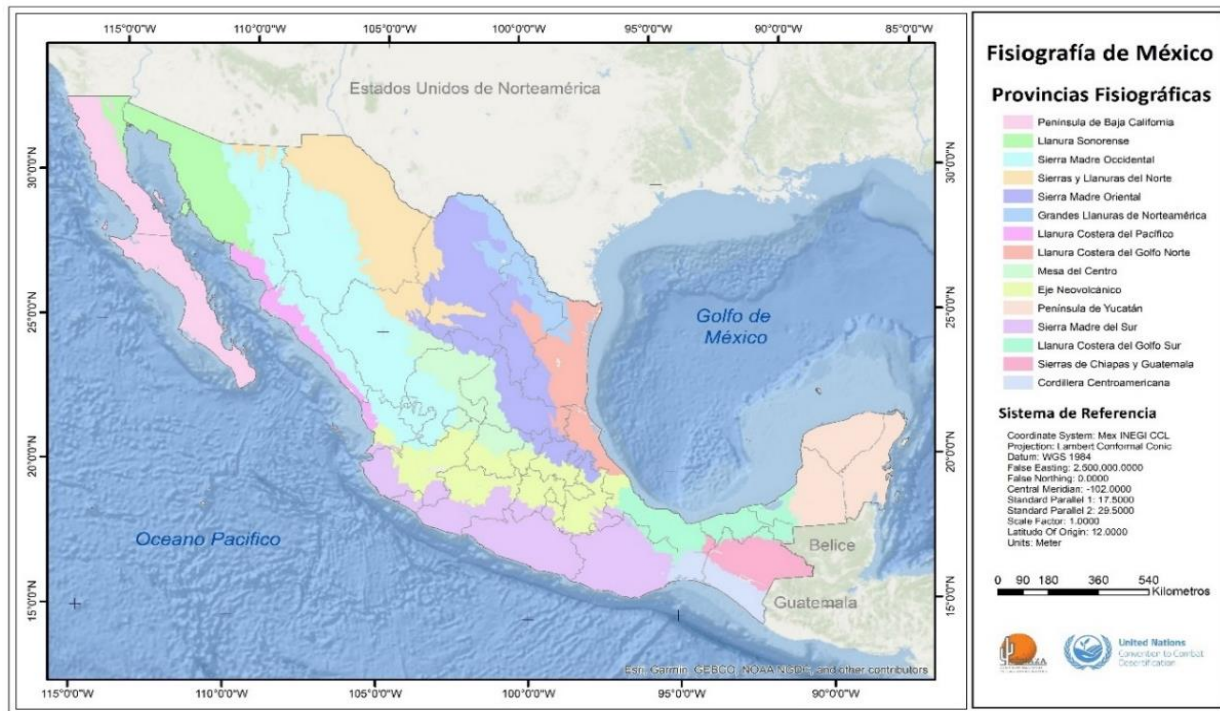 115°0'0"W 110°0'0"W 105°0'0"W 100°0'0"W 95°0'0"W 90°0'0"W 85°0'0"W
Estados Unidos de Norteamérica
30°0'0"N
30°0'0"N
25°0'0"N
25°0'0"N
Golfo de
México
20°0'0"N
20°0'0"N
Oceano Pacifico
Belice
15°0'0"N
Guatemala
15°0'0"N
Esri, Garmin, GEBCO, NOAA NGDC, and other contributors
115°0'0"W 110°0'0"W 105°0'0"W 100°0'0"W 95°0'0"W 90°0'0"W
Fisiografía de México
Provincias Fisiográficas
Península de Baja California
Llanura Sonorense
Sierra Madre Occidental
Sierras y Llanuras del Norte
Sierra Madre Oriental
Grandes Llanuras de Norteamérica
Llanura Costera del Pacífico
Llanura Costera del Golfo Norte
Mesa del Centro
Eje Neovolcánico
Península de Yucatán
Sierra Madre del Sur
Llanura Costera del Golfo Sur
Sierras de Chiapas y Guatemala
Cordillera Centroamericana
Sistema de Referencia
Coordinate System: Mex INEGI CCL
Projection: Lambert Conformal Conic
Datum: WGS 1984
False Easting: 2,500,000.0000
False Northing: 0.0000
Central Meridian: -102.0000
Standard Parallel 1: 17.5000
Standard Parallel 2: 29.5000
Scale Factor: 1.0000
Latitudo Of Origin: 12.0000
Units: Meter
0 90 180 360 540
Kilometros
United Nations
Convention to Combat
Desertification